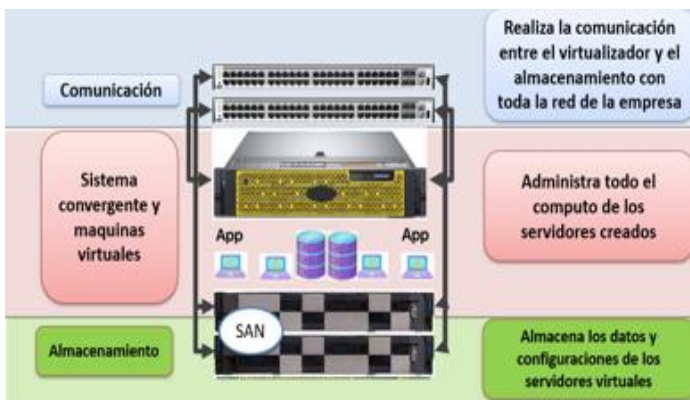 Comunicación
Realiza la comunicación
entre el virtualizador y el
almacenamiento con
toda la red de la empresa
Sistema
convergente y
maquinas
virtuales
App
App
Administra todo el
computo de los
servidores creados
SAN
Almacenamiento
Almacena los datos y
configuraciones de los
servidores virtuales